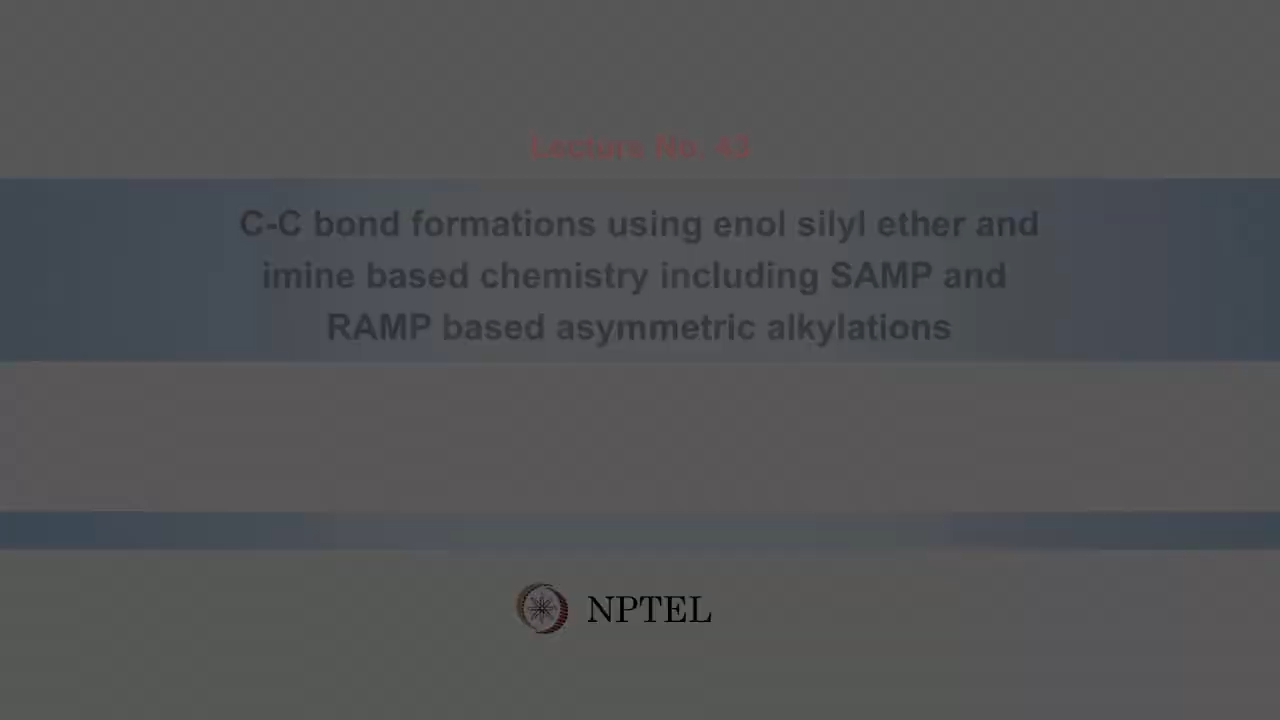 Lecture No. 43
C-C bond formations using enol silyl ether and
imine based chemistry including SAMP and
RAMP based asymmetric alkylations
NPTEL